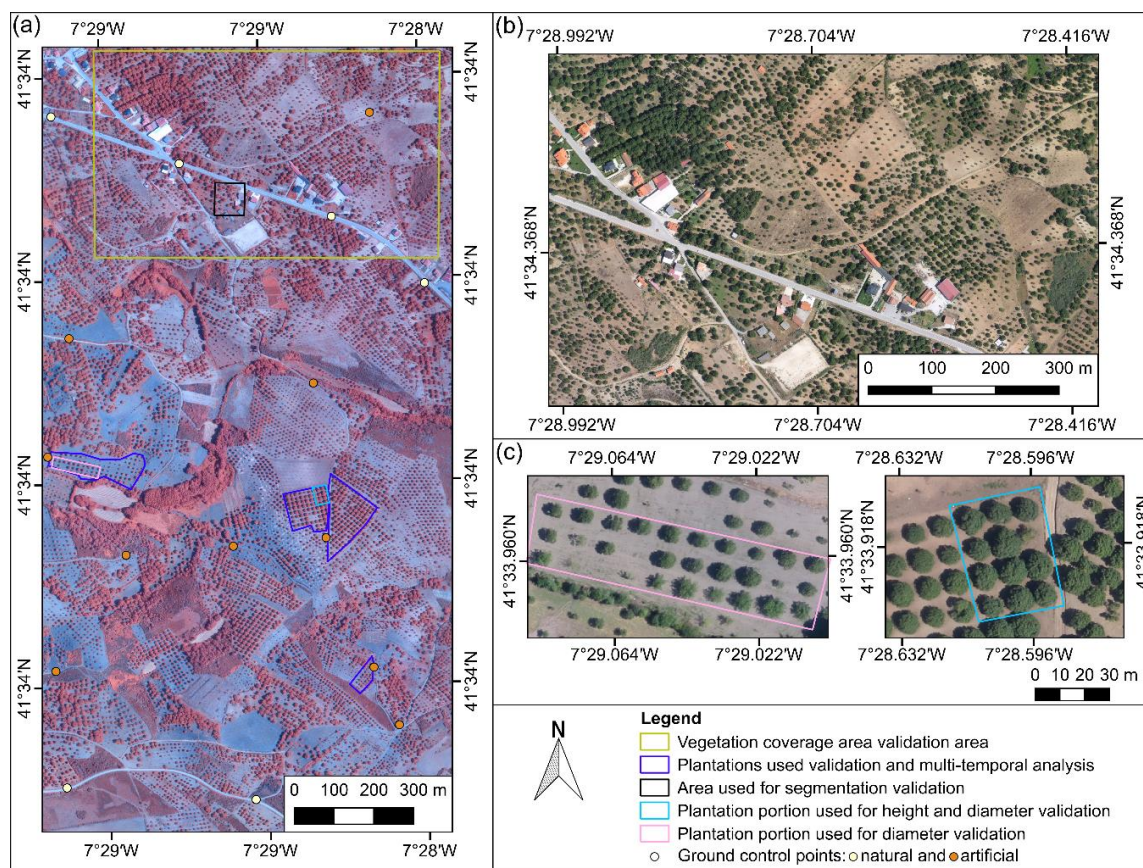 (a)
7°29'W 7°29'W 7°28'W
41°34'N 41°34'N
41°34'N 41°34'N
41°34'N 41°34'N
41°34'N 41°34'N
0 100 200 300 m
7°29'W 7°29'W 7°28'W
(b)
7°28.992'W 7°28.704'W 7°28.416'W
41°34.368'N 41°34.368'N
0 100 200 300 m
7°28.992'W 7°28.704'W 7°28.416'W
(c)
7°29.064'W 7°29.022'W 7°28.632'W 7°28.596'W
41°33.960'N 41°33.960'N 41°33.918'N 41°33.918'N
7°29.064'W 7°29.022'W 7°28.632'W 7°28.596'W
0 10 20 30 m
N
Legend
Vegetation coverage area validation area
Plantations used validation and multi-temporal analysis
Area used for segmentation validation
Plantation portion used for height and diameter validation
Plantation portion used for diameter validation
Ground control points: natural and artificial